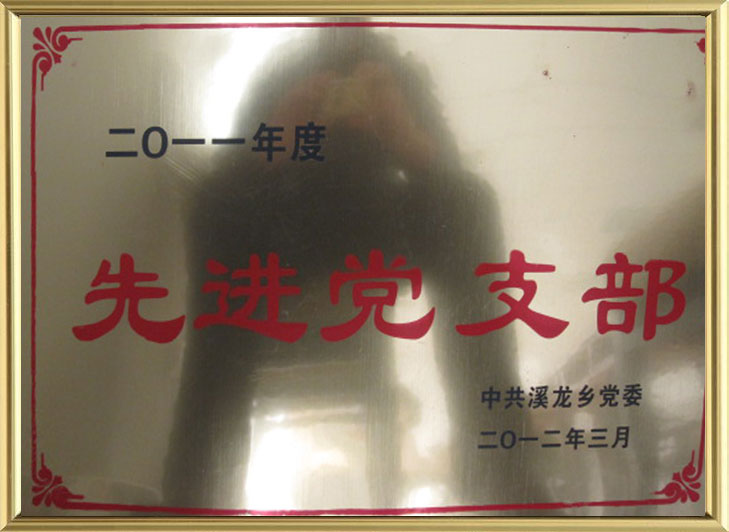 二〇一一年度
先进党支部
中共溪龙乡党委
二〇一二年三月